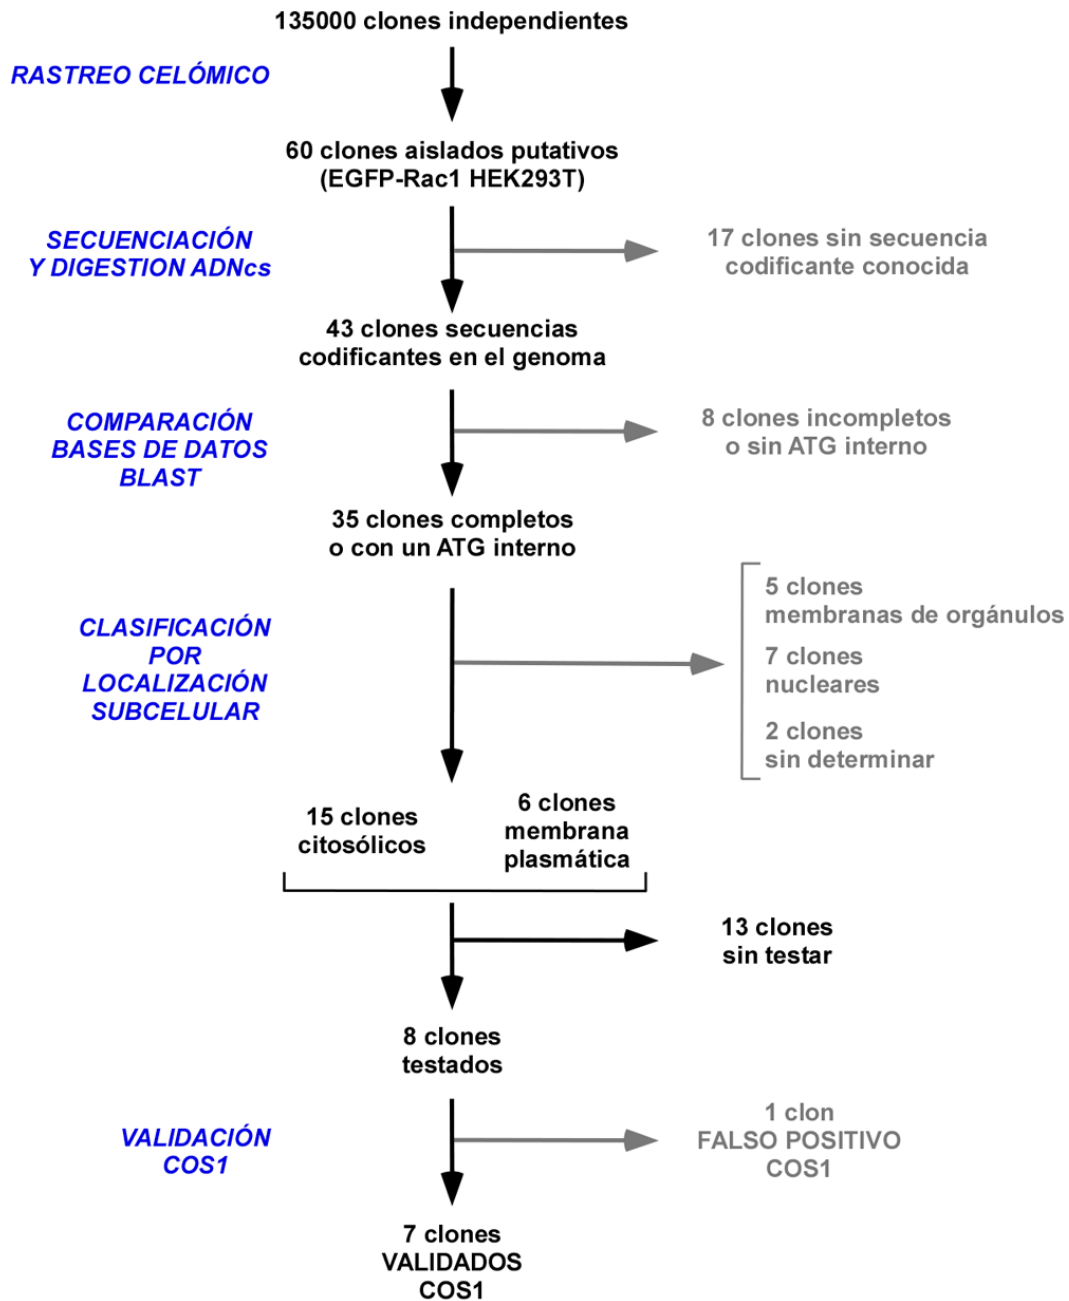 135000 clones independientes
RASTREO CELÓMICO
60 clones aislados putativos
(EGFP-Rac1 HEK293T)
SECUENCIACIÓN
Y DIGESTION ADNcs
17 clones sin secuencia
codificante conocida
43 clones secuencias
codificantes en el genoma
COMPARACIÓN
BASES DE DATOS
BLAST
8 clones incompletos
o sin ATG interno
35 clones completos
o con un ATG interno
CLASIFICACIÓN
POR
LOCALIZACIÓN
SUBCELULAR
5 clones
membranas de orgánulos
7 clones
nucleares
2 clones
sin determinar
15 clones
citosólicos
6 clones
membrana
plasmática
13 clones
sin testar
8 clones
testados
VALIDACIÓN
COS1
1 clon
FALSO POSITIVO
COS1
7 clones
VALIDADOS
COS1